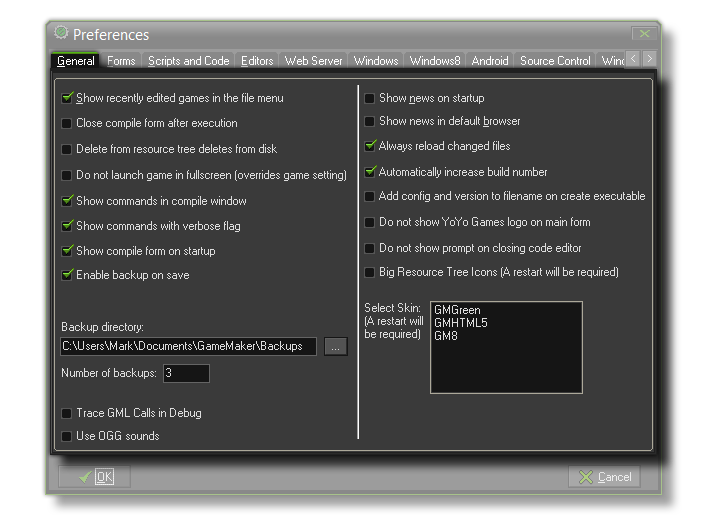 Preferences
General Forms Scripts and Code Editors Web Server Windows Windows8 Android Source Control
Show recently edited games in the file menu
Close compile form after execution
Delete from resource tree deletes from disk
Do not launch game in fullscreen (overrides game setting)
Show commands in compile window
Show commands with verbose flag
Show compile form on startup
Enable backup on save
Backup directory:
C:\Users\Mark\Documents\GameMaker\Backups
...
Number of backups: 3
Trace GML Calls in Debug
Use OGG sounds
Show news on startup
Show news in default browser
Always reload changed files
Automatically increase build number
Add config and version to filename on create executable
Do not show YoYo Games logo on main form
Do not show prompt on closing code editor
Big Resource Tree Icons (A restart will be required)
Select Skin:
(A restart will
be required)
GMGreen
GMHTML5
GM8
OK
Cancel